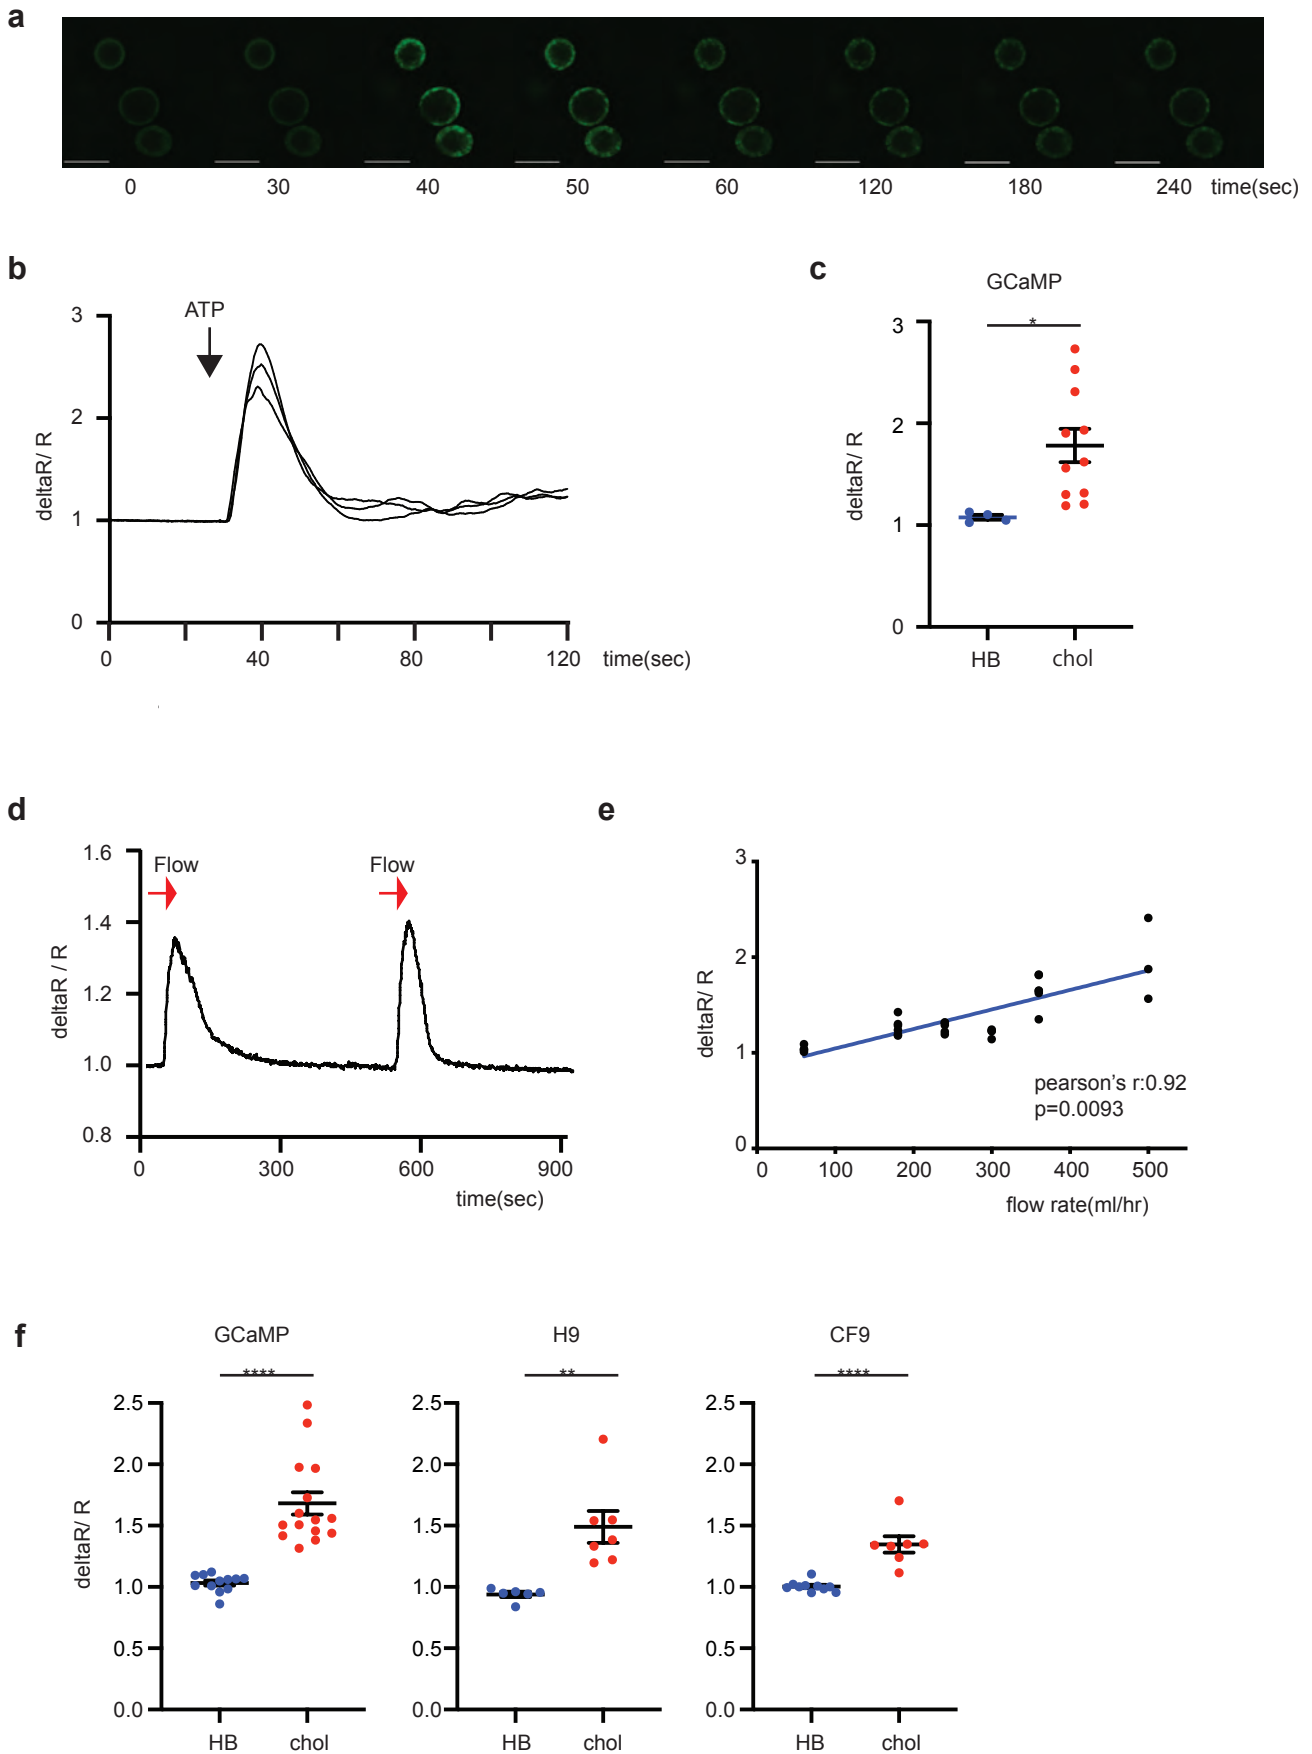 a
0 30 40 50 60 120 180 240 time(sec)
b
ATP
3
2
1
0
deltaR/ R
0 40 80 120 time(sec)
c
GCaMP
*
3
2
1
0
deltaR/ R
HB chol
d
1.6
1.4
1.2
1.0
0.8
Flow Flow
deltaR / R
0 300 600 900
time(sec)
e
3
2
1
0
deltaR/ R
pearson's r:0.92
p=0.0093
0 100 200 300 400 500
flow rate(ml/hr)
f
GCaMP
****
2.5
2.0
1.5
1.0
0.5
0.0
deltaR/ R
HB chol
H9
**
2.5
2.0
1.5
1.0
0.5
0.0
HB chol
CF9
****
2.5
2.0
1.5
1.0
0.5
0.0
HB chol